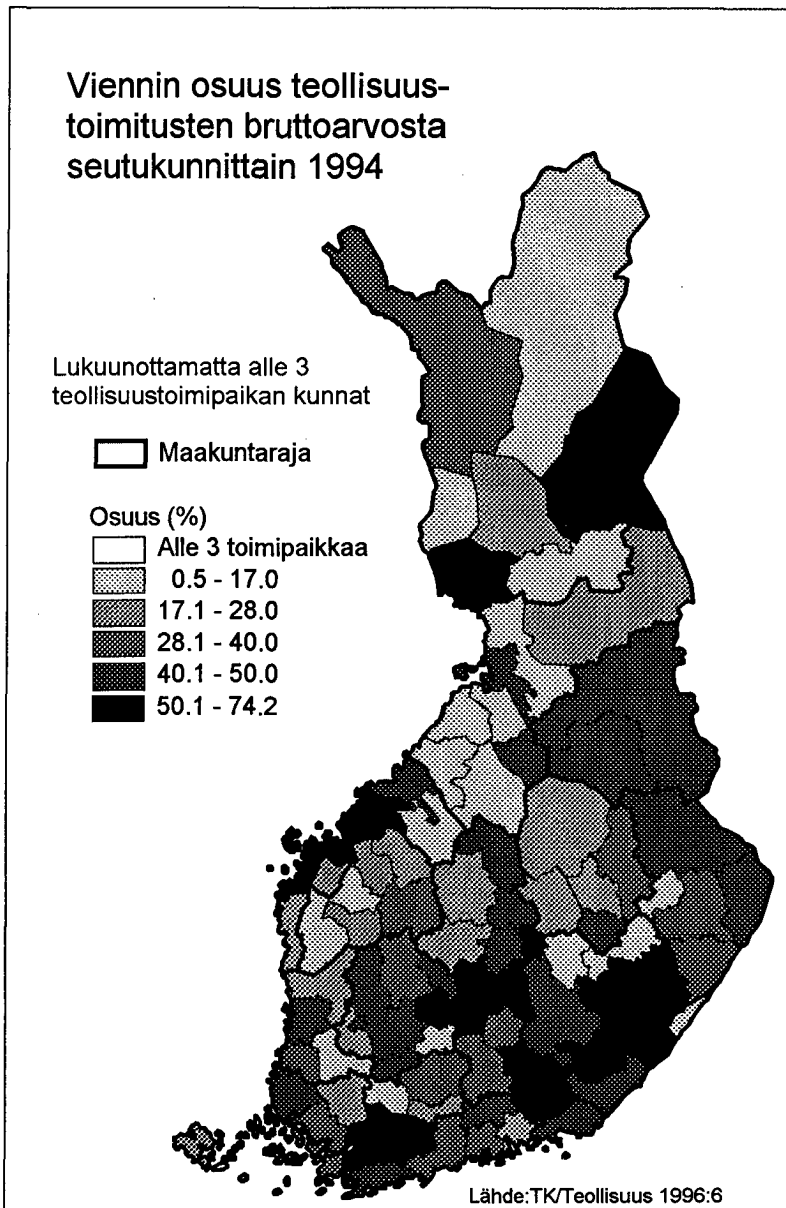 Viennin osuus teollisuus-
toimitusten bruttoarvosta
seutukunnittain 1994
Lukuunottamatta alle 3
teollisuustoimipaikan kunnat
Maakuntaraja
Osuus (%)
Alle 3 toimipaikkaa
0.5 - 17.0
17.1 - 28.0
28.1 - 40.0
40.1 - 50.0
50.1 - 74.2
Lähde:TK/Teollisuus 1996:6